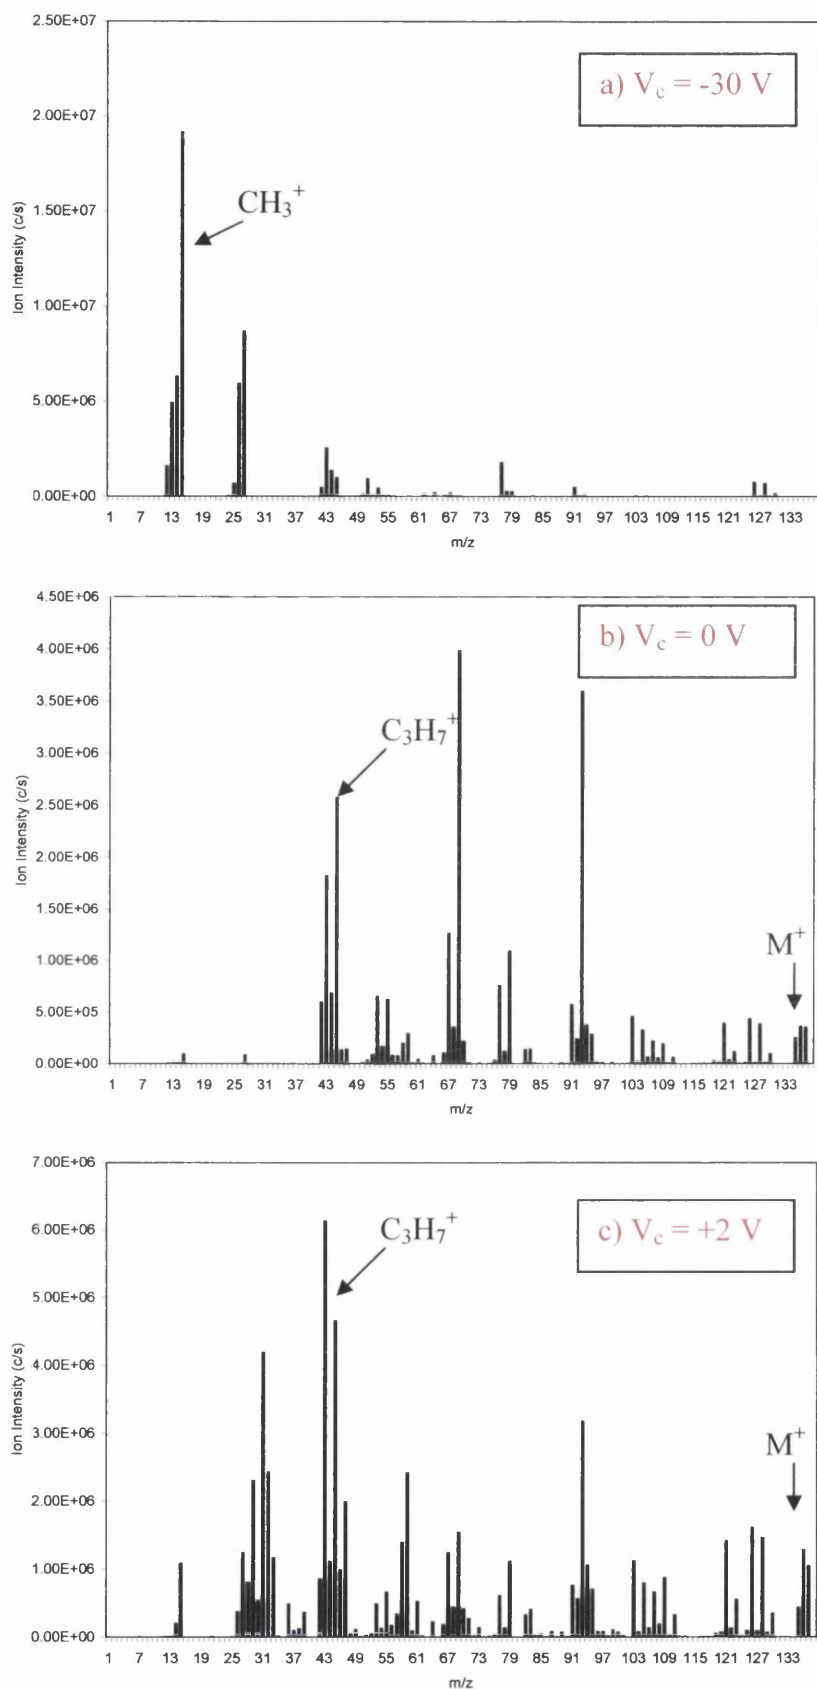 2.50E+07
2.00E+07
1.50E+07
1.00E+07
5.00E+06
0.00E+00
Ion Intensity (c/s)
a) Vc = -30 V
CH3+
1 7 13 19 25 31 37 43 49 55 61 67 73 79 85 91 97 103 109 115 121 127 133
m/z
4.50E+06
4.00E+06
3.50E+06
3.00E+06
2.50E+06
2.00E+06
1.50E+06
1.00E+06
5.00E+05
0.00E+00
Ion Intensity (c/s)
b) Vc = 0 V
C3H7+
M+
1 7 13 19 25 31 37 43 49 55 61 67 73 79 85 91 97 103 109 115 121 127 133
m/z
7.00E+06
6.00E+06
5.00E+06
4.00E+06
3.00E+06
2.00E+06
1.00E+06
0.00E+00
Ion Intensity (c/s)
c) Vc = +2 V
C3H7+
M+
1 7 13 19 25 31 37 43 49 55 61 67 73 79 85 91 97 103 109 115 121 127 133
m/z